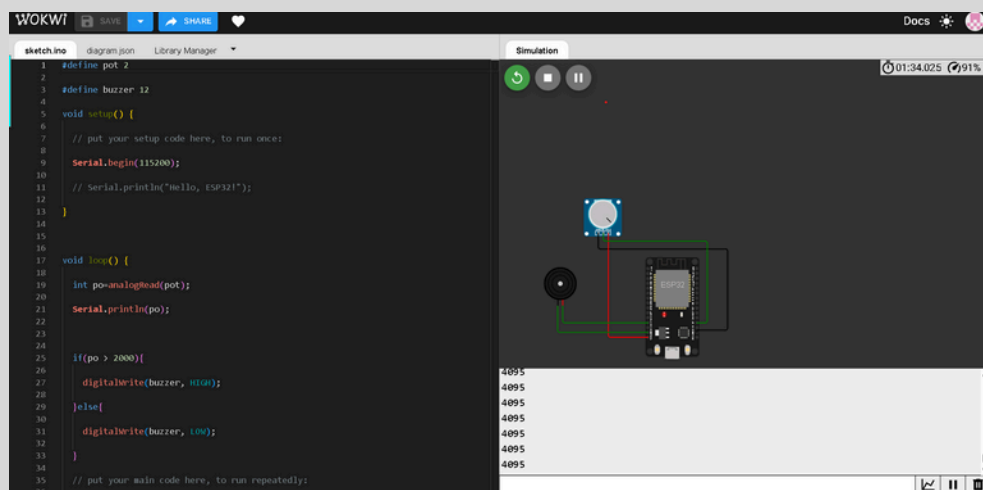 WOKWI SAVE SHARE Docs
sketch.ino diagram.json Library Manager Simulation
01:34.025 91%
1 #define pot 2
2
3 #define buzzer 12
4
5 void setup() {
6
7 // put your setup code here, to run once:
8
9 Serial.begin(115200);
10
11 // Serial.println("Hello, ESP32!");
12
13 }
14
15
16
17 void loop() {
18
19 int po=analogRead(pot);
20
21 Serial.println(po);
22
23
24
25 if(po > 2000){
26
27 digitalWrite(buzzer, HIGH);
28
29 }else{
30
31 digitalWrite(buzzer, LOW);
32
33 }
34
35 // put your main code here, to run repeatedly:
ESP32
4095
4095
4095
4095
4095
4095
4095